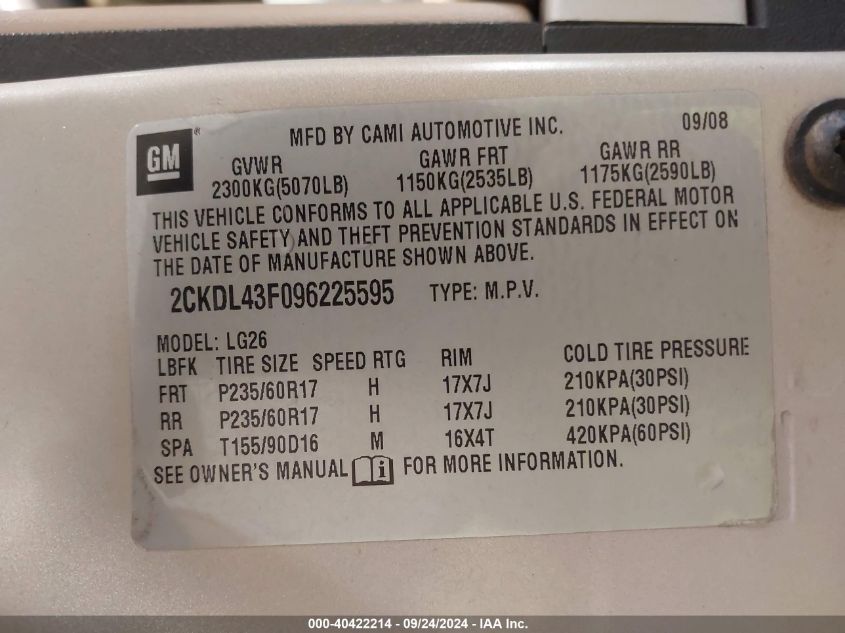 GM ® MFD BY CAMI AUTOMOTIVE INC. 09/08
GVWR GAWR FRT GAWR RR
2300KG(5070LB) 1150KG(2535LB) 1175KG(2590LB)
THIS VEHICLE CONFORMS TO ALL APPLICABLE U.S. FEDERAL MOTOR
VEHICLE SAFETY AND THEFT PREVENTION STANDARDS IN EFFECT ON
THE DATE OF MANUFACTURE SHOWN ABOVE.
2CKDL43F096225595 TYPE: M.P.V.
MODEL: LG26
LBFK TIRE SIZE SPEED RTG RIM COLD TIRE PRESSURE
FRT P235/60R17 H 17X7J 210KPA(30PSI)
RR P235/60R17 H 17X7J 210KPA(30PSI)
SPA T155/90D16 M 16X4T 420KPA(60PSI)
SEE OWNER'S MANUAL i FOR MORE INFORMATION.
000-40422214 - 09/24/2024 - IAA Inc.